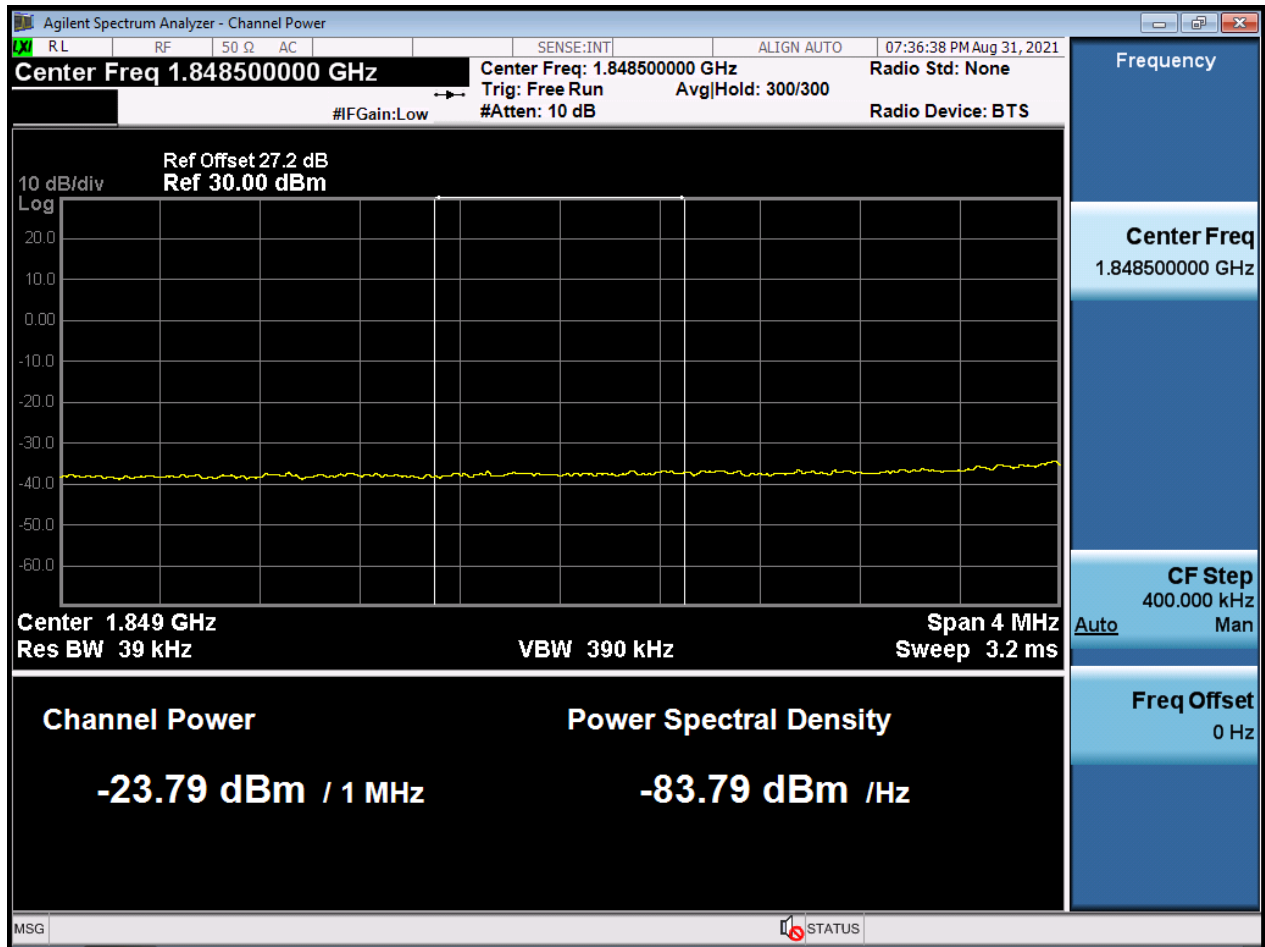 Agilent Spectrum Analyzer - Channel Power
LXI RL RF 50 Ω AC SENSE:INT ALIGN AUTO 07:36:38 PM Aug 31, 2021
Center Freq 1.848500000 GHz
#IFGain:Low
Center Freq: 1.848500000 GHz
Trig: Free Run Avg|Hold: 300/300
#Atten: 10 dB
Radio Std: None
Radio Device: BTS
Ref Offset 27.2 dB
10 dB/div Ref 30.00 dBm
Log
20.0
10.0
0.00
-10.0
-20.0
-30.0
-40.0
-50.0
-60.0
Center 1.849 GHz Span 4 MHz
Res BW 39 kHz VBW 390 kHz Sweep 3.2 ms
Channel Power Power Spectral Density
-23.79 dBm / 1 MHz -83.79 dBm /Hz
Frequency
Center Freq
1.848500000 GHz
CF Step
400.000 kHz
Auto Man
Freq Offset
0 Hz
MSG STATUS